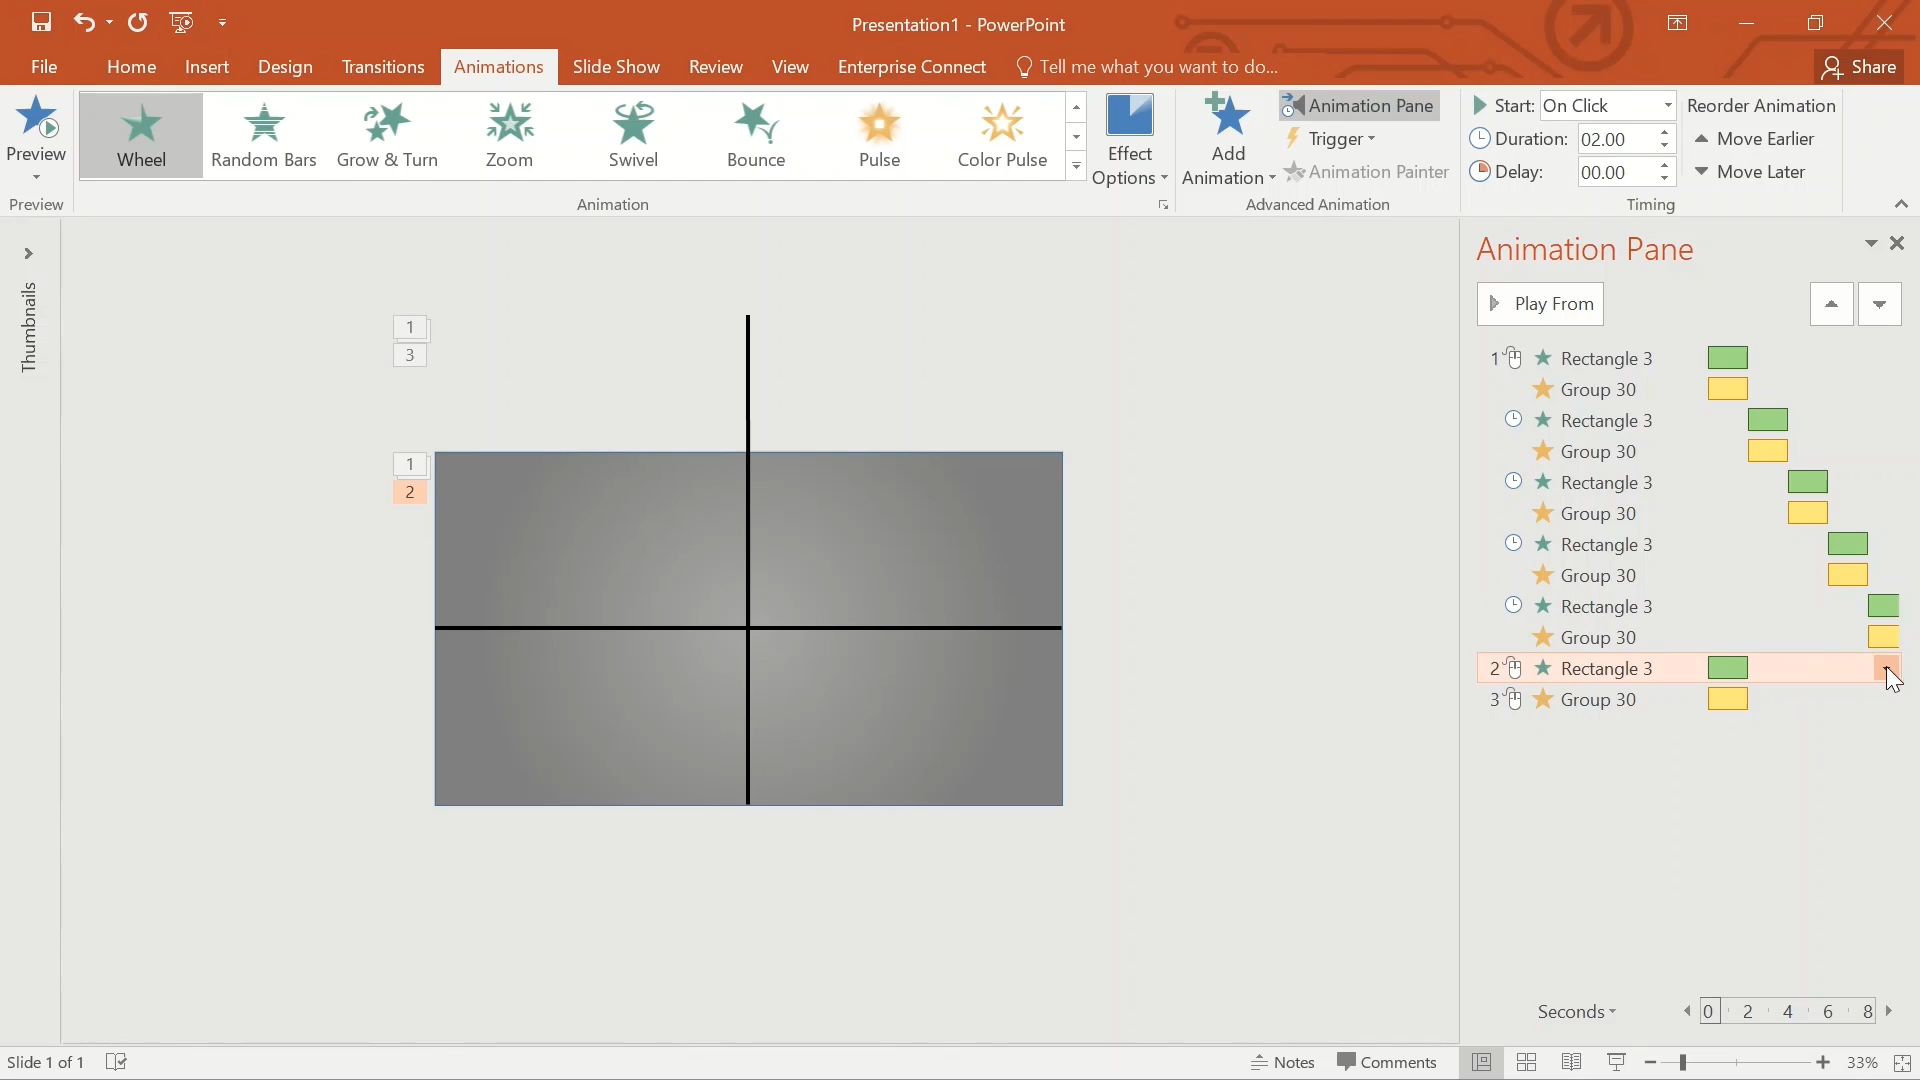 Presentation1 - PowerPoint
File Home Insert Design Transitions Animations Slide Show Review View Enterprise Connect Tell me what you want to do... Share
Preview
Wheel Random Bars Grow & Turn Zoom Swivel Bounce Pulse Color Pulse
Effect Options
Add Animation
Animation Pane
Trigger
Animation Painter
Start: On Click
Duration: 02.00
Delay: 00.00
Reorder Animation
Move Earlier
Move Later
Preview Animation Advanced Animation Timing
Thumbnails
1
3
1
2
Animation Pane
Play From
1 Rectangle 3
Group 30
Rectangle 3
Group 30
Rectangle 3
Group 30
Rectangle 3
Group 30
Rectangle 3
Group 30
2 Rectangle 3
3 Group 30
Seconds 0 2 4 6 8
Slide 1 of 1 Notes Comments 33%